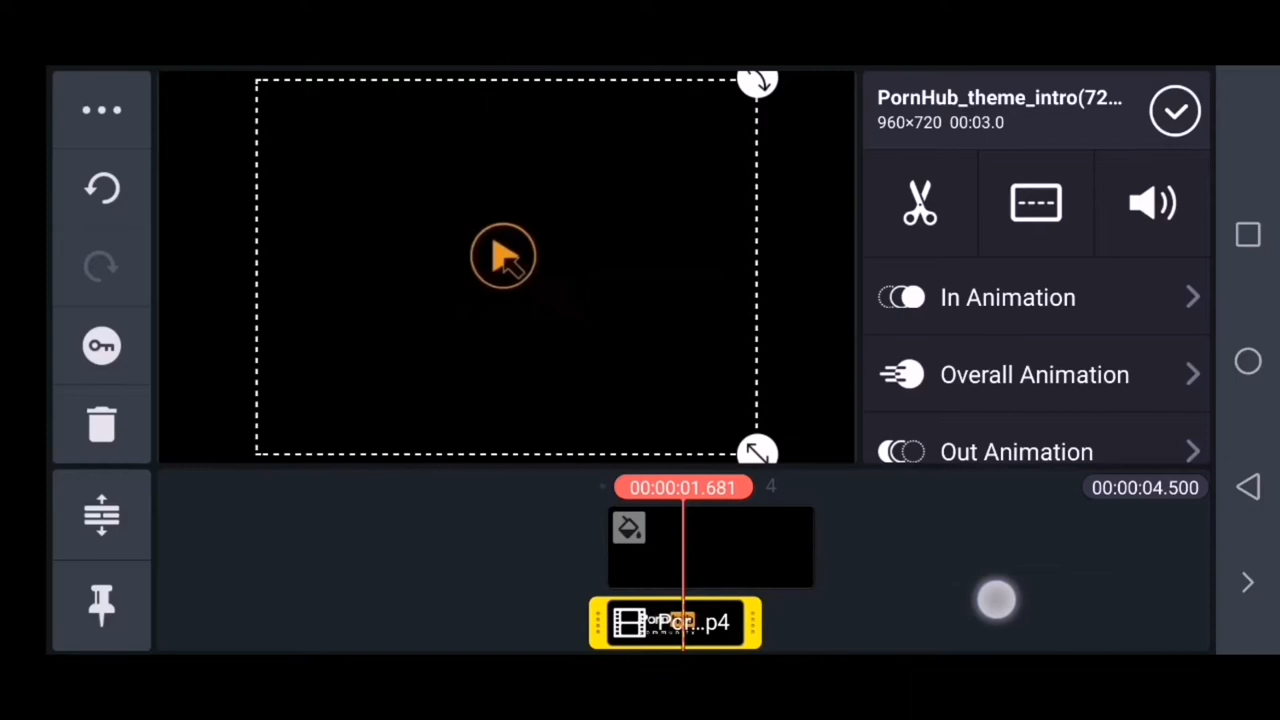 PornHub_theme_intro(72...
960×720 00:03.0
In Animation
Overall Animation
Out Animation
00:00:01.681
4
00:00:04.500
Por...p4